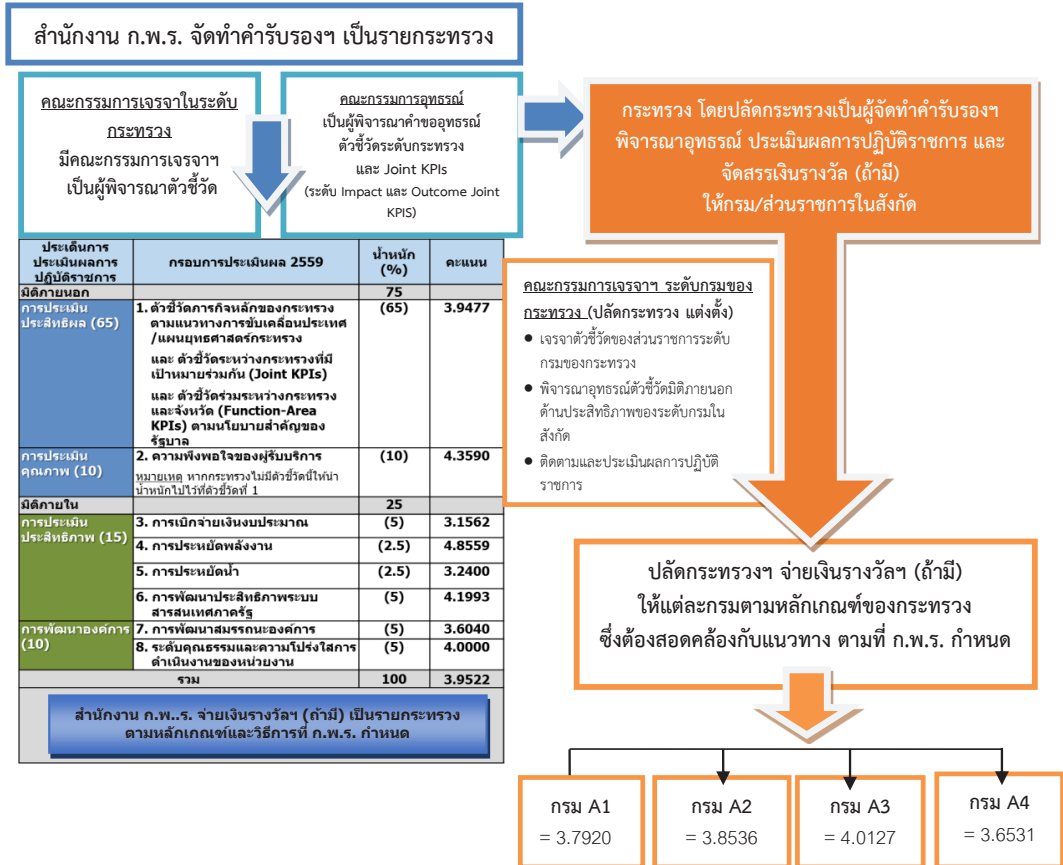 สำนักงาน ก.พ.ร. จัดทำคำรับรองฯ เป็นรายกระทรวง
คณะกรรมการเจรจาในระดับ
กระทรวง
มีคณะกรรมการเจรจาฯ
เป็นผู้พิจารณาตัวชี้วัด
คณะกรรมการอุทธรณ์
เป็นผู้พิจารณาคำขออุทธรณ์
ตัวชี้วัดระดับกระทรวง
และ Joint KPIs
(ระดับ Impact และ Outcome Joint
KPIS)
กระทรวง โดยปลัดกระทรวงเป็นผู้จัดทำคำรับรองฯ
พิจารณาอุทธรณ์ ประเมินผลการปฏิบัติราชการ และ
จัดสรรเงินรางวัล (ถ้ามี)
ให้กรม/ส่วนราชการในสังกัด
ประเด็นการ
ประเมินผลการ
ปฏิบัติราชการ
กรอบการประเมินผล 2559
น้ำหนัก
(%)
คะแนน
มิติภายนอก 75
การประเมิน
ประสิทธิผล (65)
1. ตัวชี้วัดภารกิจหลักของกระทรวง
ตามแนวทางการขับเคลื่อนประเทศ
/แผนยุทธศาสตร์กระทรวง
และ ตัวชี้วัดระหว่างกระทรวงที่มี
เป้าหมายร่วมกัน (Joint KPIs)
และ ตัวชี้วัดร่วมระหว่างกระทรวง
และจังหวัด (Function-Area
KPIs) ตามนโยบายสำคัญของ
รัฐบาล
(65) 3.9477
การประเมิน
คุณภาพ (10)
2. ความพึงพอใจของผู้รับบริการ
หมายเหตุ หากกระทรวงไม่มีตัวชี้วัดนี้ให้นำ
น้ำหนักไปไว้ที่ตัวชี้วัดที่ 1
(10) 4.3590
มิติภายใน 25
การประเมิน
ประสิทธิภาพ (15)
3. การเบิกจ่ายเงินงบประมาณ (5) 3.1562
4. การประหยัดพลังงาน (2.5) 4.8559
5. การประหยัดน้ำ (2.5) 3.2400
6. การพัฒนาประสิทธิภาพระบบ
สารสนเทศภาครัฐ
(5) 4.1993
การพัฒนาองค์การ
(10)
7. การพัฒนาสมรรถนะองค์การ (5) 3.6040
8. ระดับคุณธรรมและความโปร่งใสการ
ดำเนินงานของหน่วยงาน
(5) 4.0000
รวม 100 3.9522
สำนักงาน ก.พ..ร. จ่ายเงินรางวัลฯ (ถ้ามี) เป็นรายกระทรวง
ตามหลักเกณฑ์และวิธีการที่ ก.พ.ร. กำหนด
คณะกรรมการเจรจาฯ ระดับกรมของ
กระทรวง (ปลัดกระทรวง แต่งตั้ง)
● เจรจาตัวชี้วัดของส่วนราชการระดับ
กรมของกระทรวง
● พิจารณาอุทธรณ์ตัวชี้วัดมิติภายนอก
ด้านประสิทธิภาพของระดับกรมใน
สังกัด
● ติดตามและประเมินผลการปฏิบัติ
ราชการ
ปลัดกระทรวงฯ จ่ายเงินรางวัลฯ (ถ้ามี)
ให้แต่ละกรมตามหลักเกณฑ์ของกระทรวง
ซึ่งต้องสอดคล้องกับแนวทาง ตามที่ ก.พ.ร. กำหนด
กรม A1
= 3.7920
กรม A2
= 3.8536
กรม A3
= 4.0127
กรม A4
= 3.6531